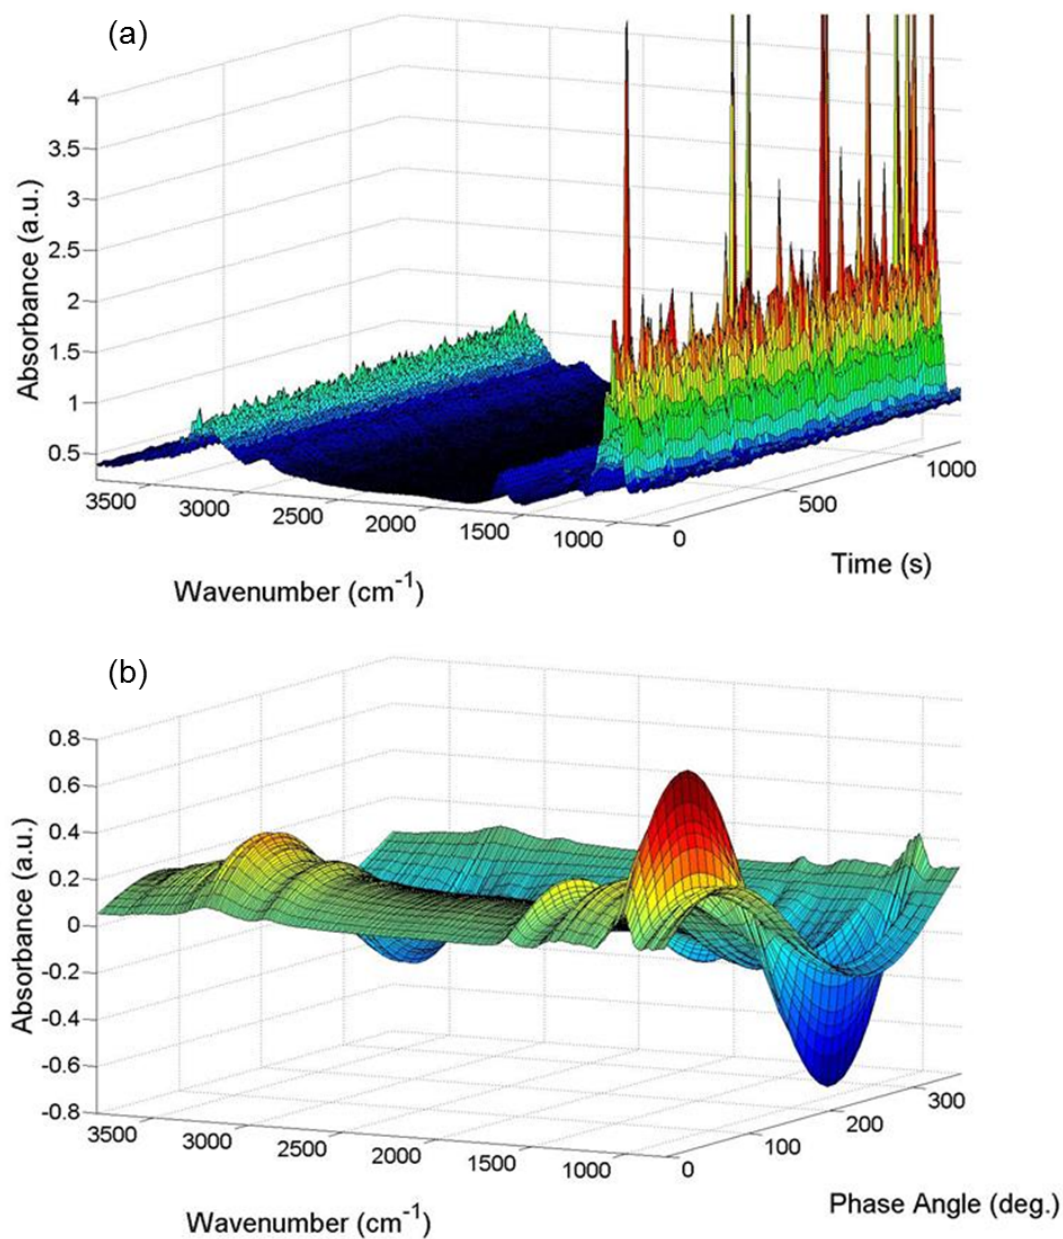 (a)
4
3.5
3
2.5
2
1.5
1
0.5
Absorbance (a.u.)
3500 3000 2500 2000 1500 1000
0 500 1000
Time (s)
Wavenumber (cm-1)
(b)
0.8
0.6
0.4
0.2
0
-0.2
-0.4
-0.6
-0.8
Absorbance (a.u.)
3500 3000 2500 2000 1500 1000
0 100 200 300
Phase Angle (deg.)
Wavenumber (cm-1)